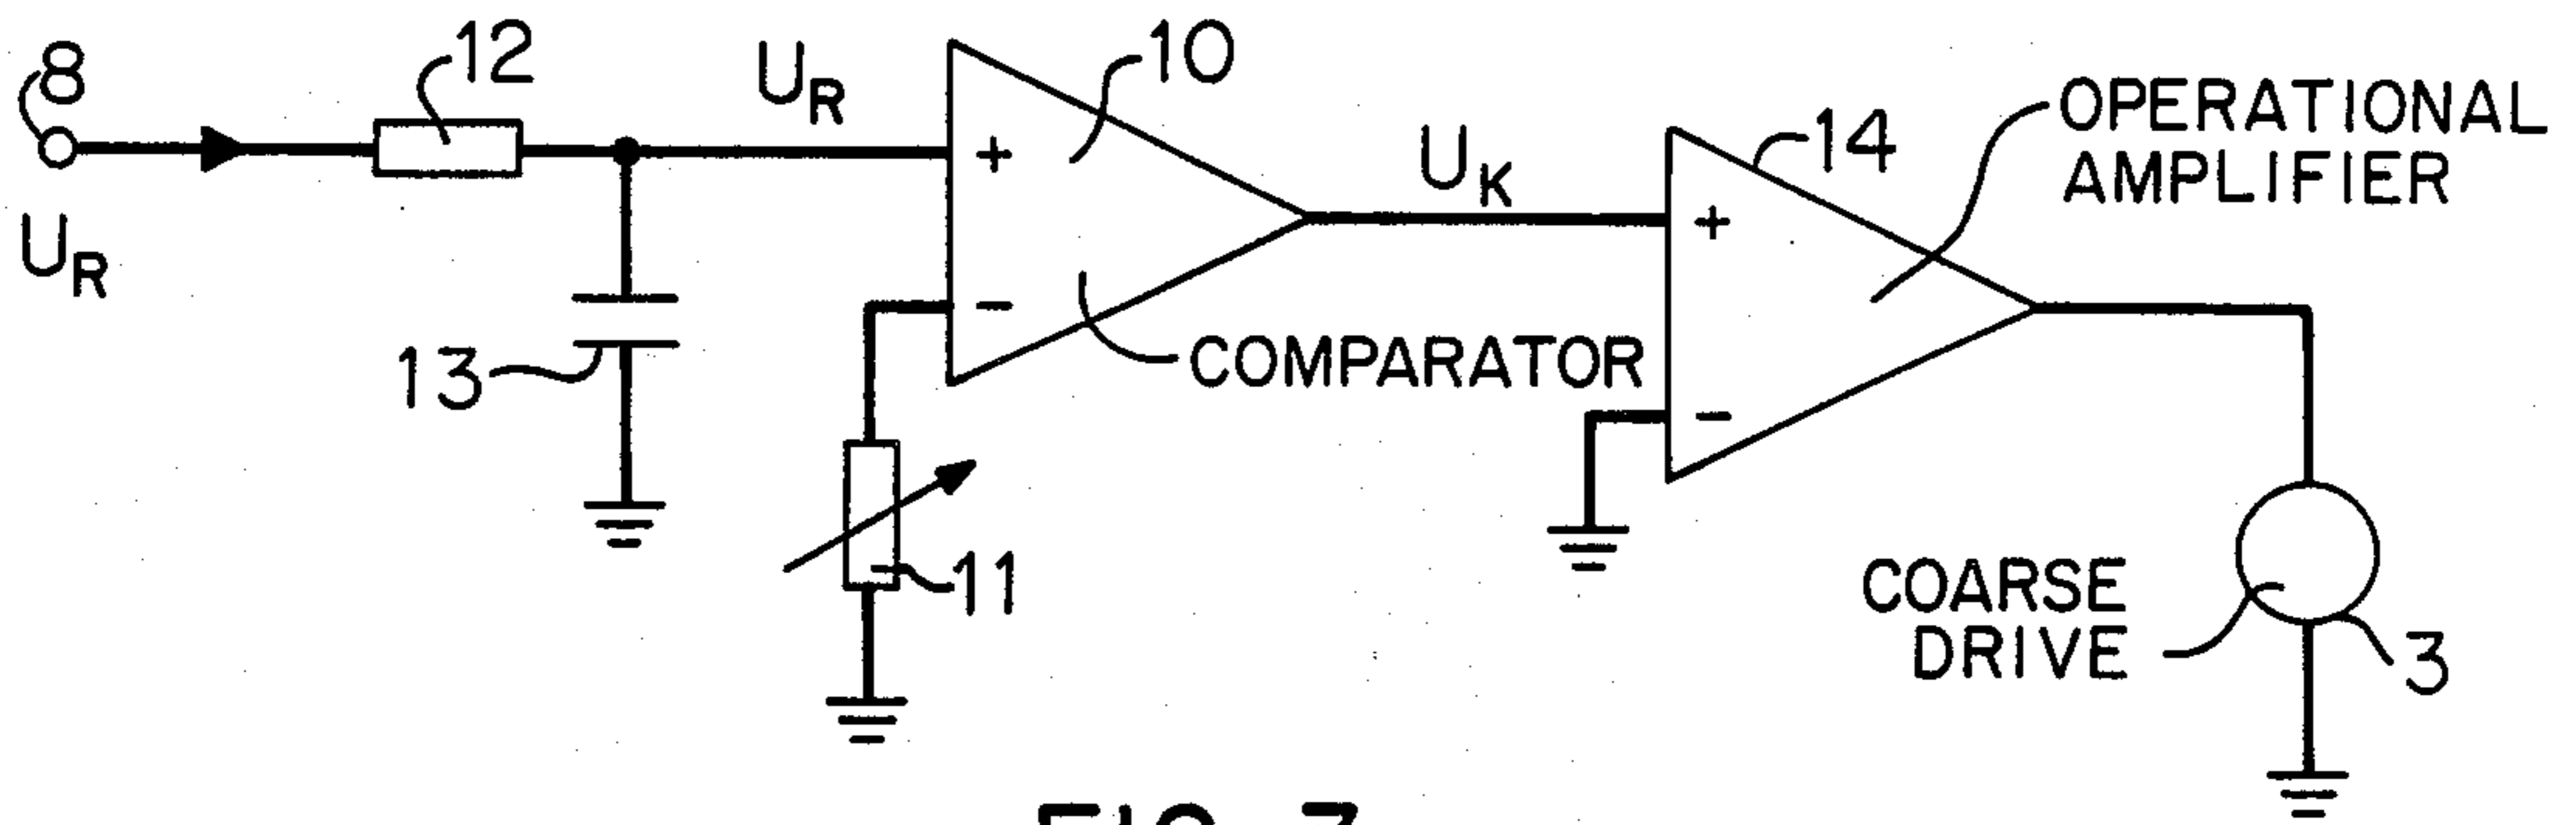 8
12
U_R
10
U_R
+
-
13
COMPARATOR
11
U_K
14
OPERATIONAL
AMPLIFIER
+
-
COARSE
DRIVE
3